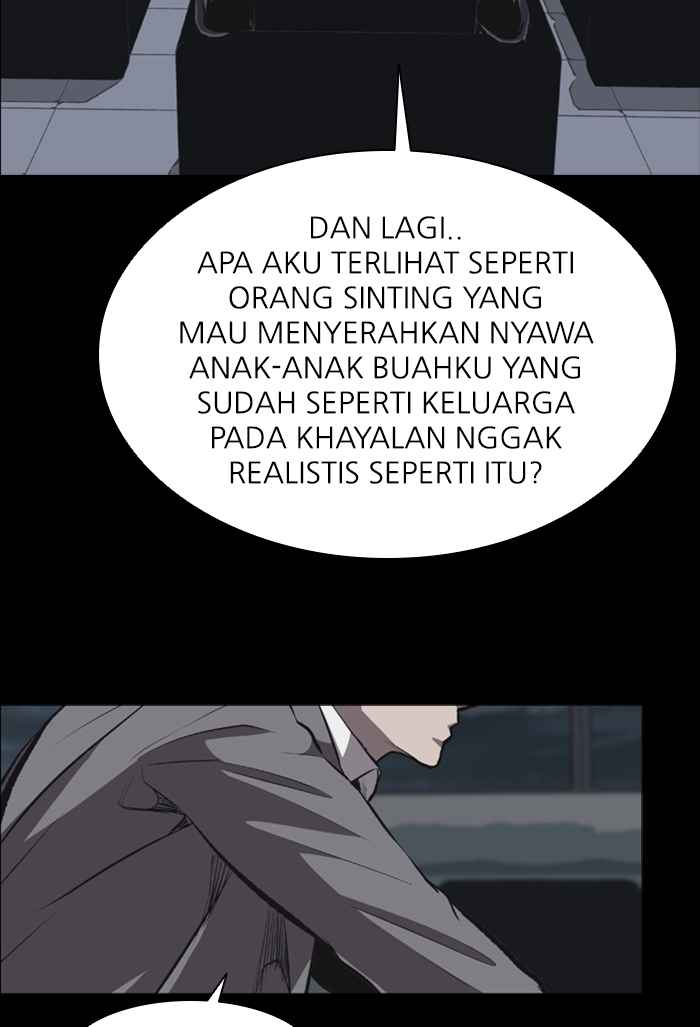 DAN LAGI..
APA AKU TERLIHAT SEPERTI
ORANG SINTING YANG
MAU MENYERAHKAN NYAWA
ANAK-ANAK BUAHKU YANG
SUDAH SEPERTI KELUARGA
PADA KHAYALAN NGGAK
REALISTIS SEPERTI ITU?